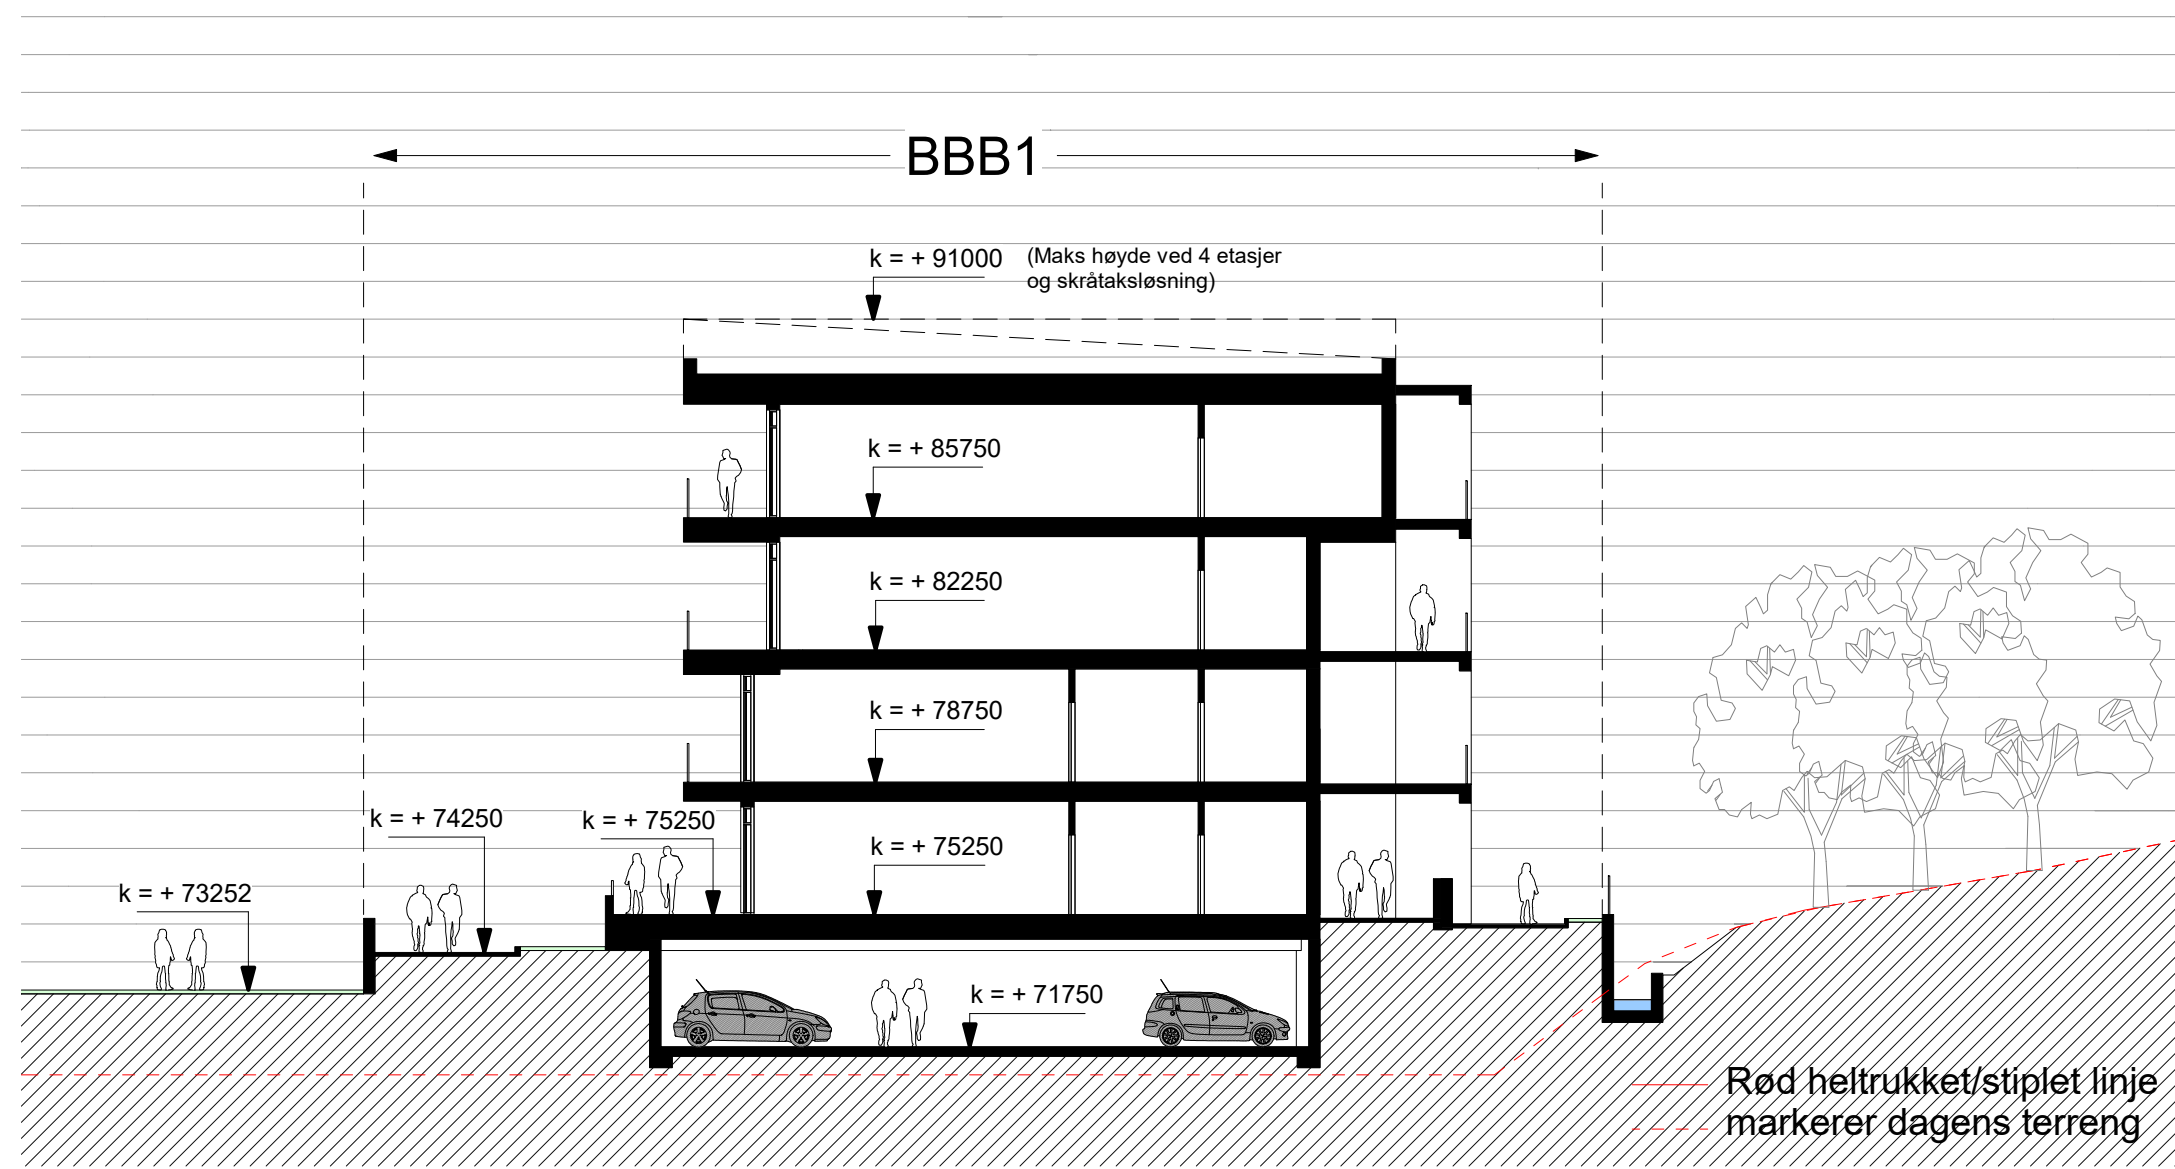 BBB1
k = + 91000
(Maks høyde ved 4 etasjer
og skråtaksløsning)
k = + 85750
k = + 82250
k = + 78750
k = + 74250
k = + 75250
k = + 75250
k = + 73252
k = + 71750
Rød heltrukket/stiplet linje
markerer dagens terreng